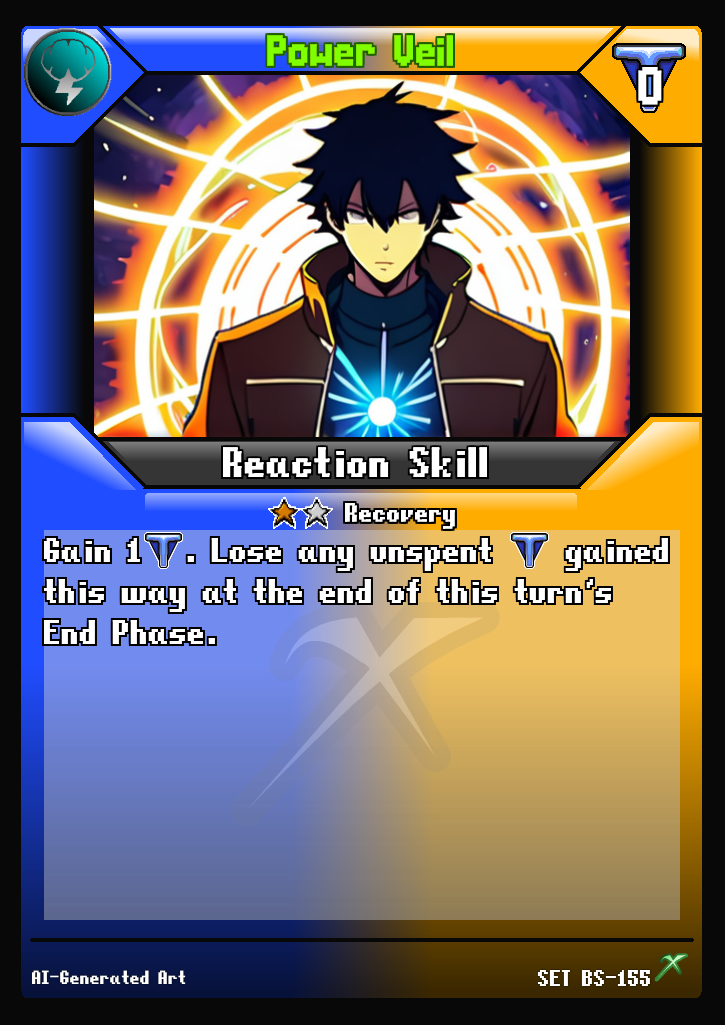 Power Veil
0
Reaction Skill
Recovery
Gain 1T. Lose any unspent T gained
this way at the end of this turn's
End Phase.
AI-Generated Art
SET BS-155